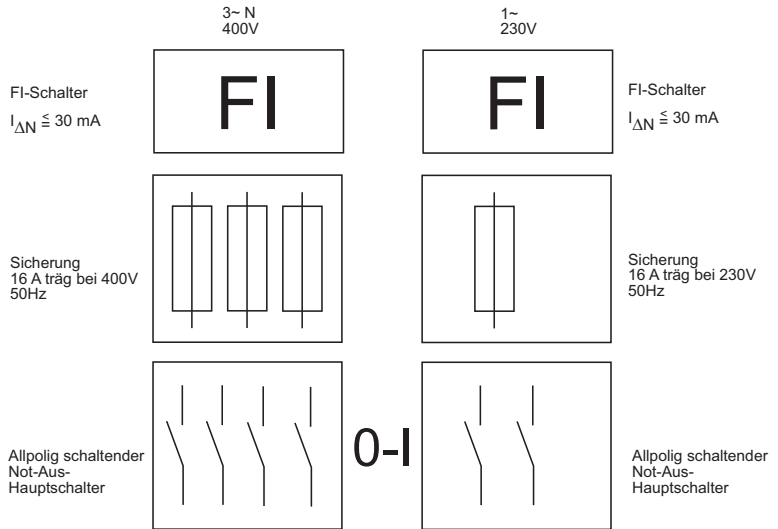 3~ N
400V
1~
230V
FI-Schalter
I∆N ≦ 30 mA
FI
FI
FI-Schalter
I∆N ≦ 30 mA
Sicherung
16 A träg bei 400V
50Hz
Sicherung
16 A träg bei 230V
50Hz
Allpolig schaltender
Not-Aus-
Hauptschalter
0-I
Allpolig schaltender
Not-Aus-
Hauptschalter